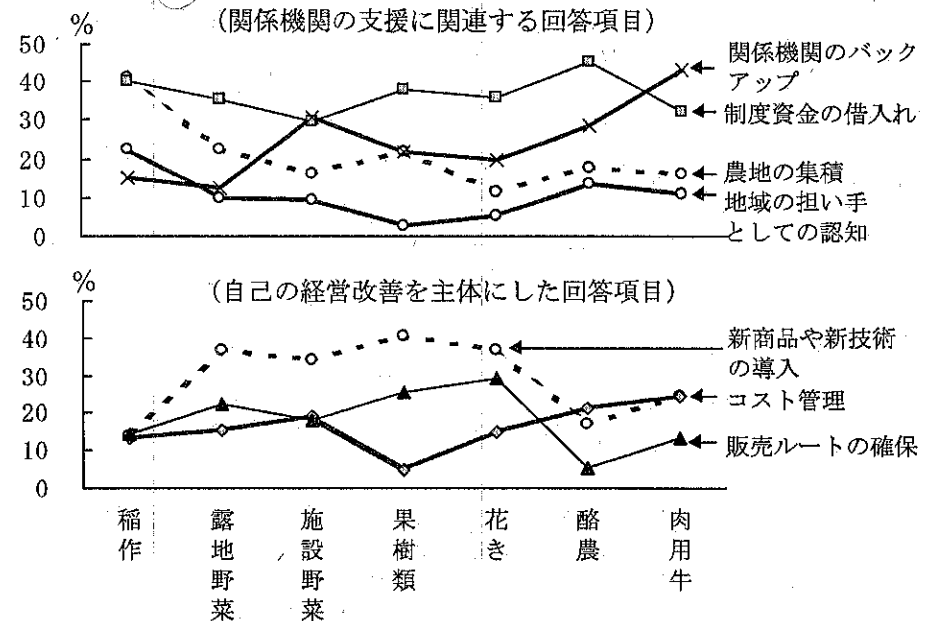 (関係機関の支援に関連する回答項目)
%
50
40
30
20
10
0
関係機関のバック
アップ
制度資金の借入れ
農地の集積
地域の担い手
としての認知
(自己の経営改善を主体にした回答項目)
%
50
40
30
20
10
0
新商品や新技術
の導入
コスト管理
販売ルートの確保
稲作
露地野菜
施設野菜
果樹類
花き
酪農
肉用牛